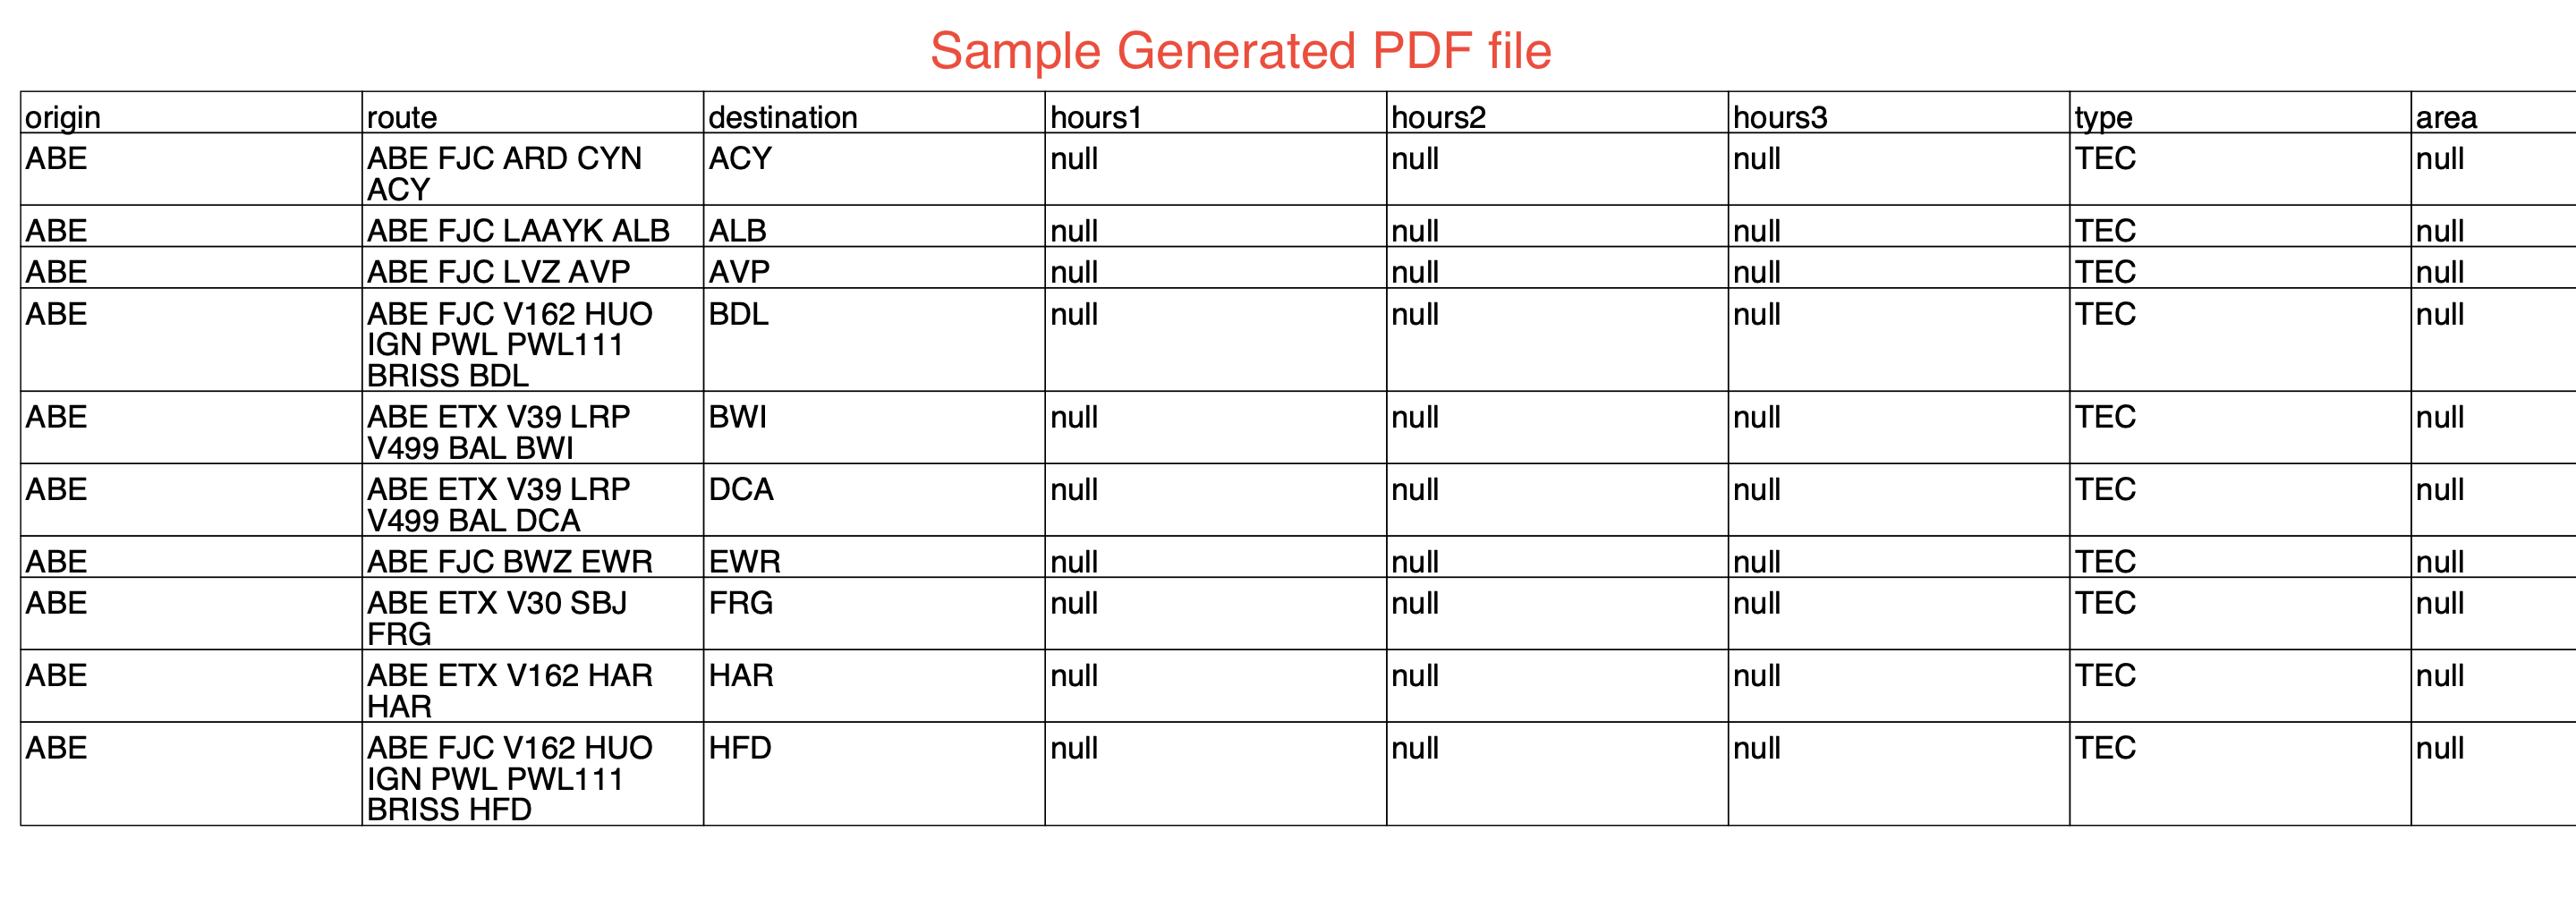 Sample Generated PDF file
origin route destination hours1 hours2 hours3 type area
ABE ABE FJC ARD CYN ACY null null null TEC null
ACY
ABE ABE FJC LAAYK ALB ALB null null null TEC null
ABE ABE FJC LVZ AVP AVP null null null TEC null
ABE ABE FJC V162 HUO BDL null null null TEC null
IGN PWL PWL111
BRISS BDL
ABE ABE ETX V39 LRP BWI null null null TEC null
V499 BAL BWI
ABE ABE ETX V39 LRP DCA null null null TEC null
V499 BAL DCA
ABE ABE FJC BWZ EWR EWR null null null TEC null
ABE ABE ETX V30 SBJ FRG null null null TEC null
FRG
ABE ABE ETX V162 HAR HAR null null null TEC null
HAR
ABE ABE FJC V162 HUO HFD null null null TEC null
IGN PWL PWL111
BRISS HFD